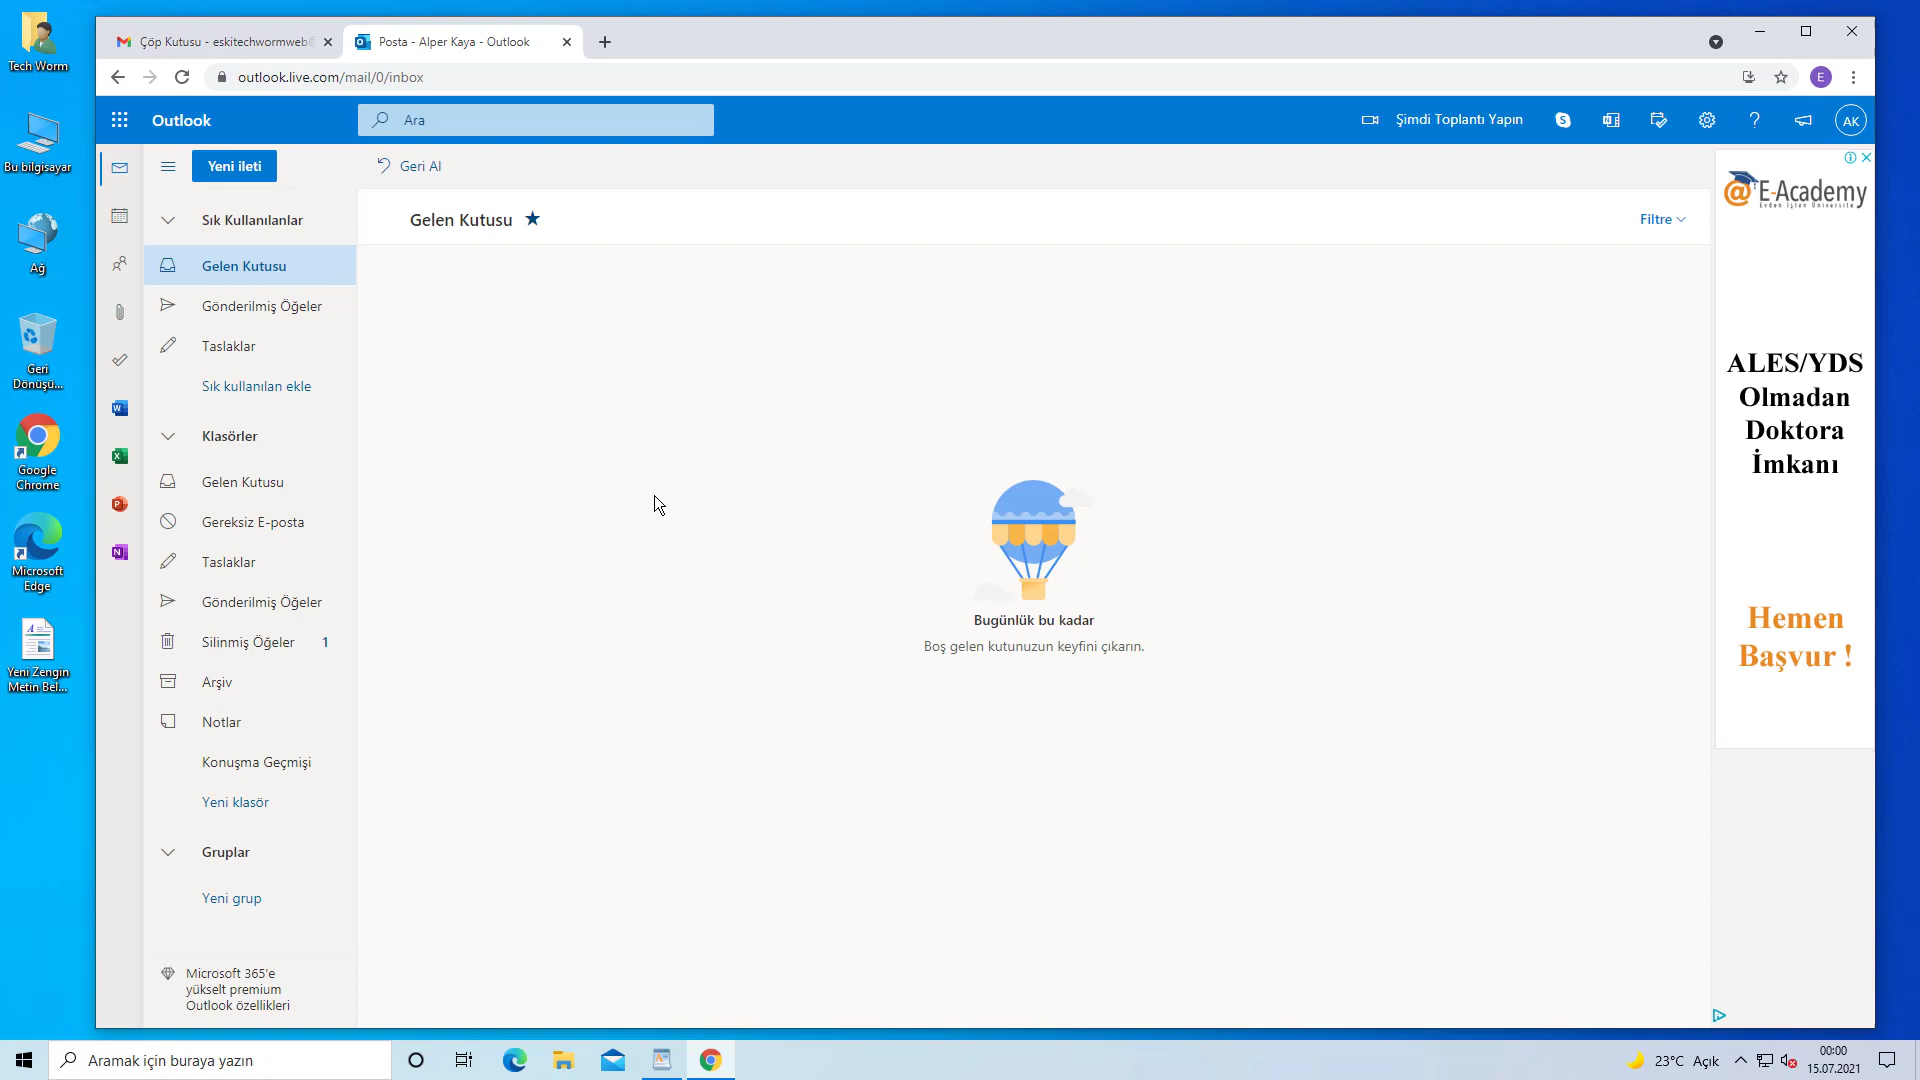 Tech Worm
Bu bilgisayar
Ağ
Geri
Dönüşü...
Google
Chrome
Microsoft
Edge
Yeni Zengin
Metin Bel...
Çöp Kutusu - eskitechwormweb@
Posta - Alper Kaya - Outlook
outlook.live.com/mail/0/inbox
E
Outlook
Ara
Şimdi Toplantı Yapın
AK
Yeni ileti
Geri Al
Sık Kullanılanlar
Gelen Kutusu
Gönderilmiş Öğeler
Taslaklar
Sık kullanılan ekle
Klasörler
Gelen Kutusu
Gereksiz E-posta
Taslaklar
Gönderilmiş Öğeler
Silinmiş Öğeler 1
Arşiv
Notlar
Konuşma Geçmişi
Yeni klasör
Gruplar
Yeni grup
Microsoft 365'e
yükselt premium
Outlook özellikleri
Gelen Kutusu
Filtre
Bugünlük bu kadar
Boş gelen kutunuzun keyfini çıkarın.
@E-Academy
Evden İşten Üniversite
ALES/YDS
Olmadan
Doktora
İmkanı
Hemen
Başvur !
Aramak için buraya yazın
23°C Açık
00:00
15.07.2021